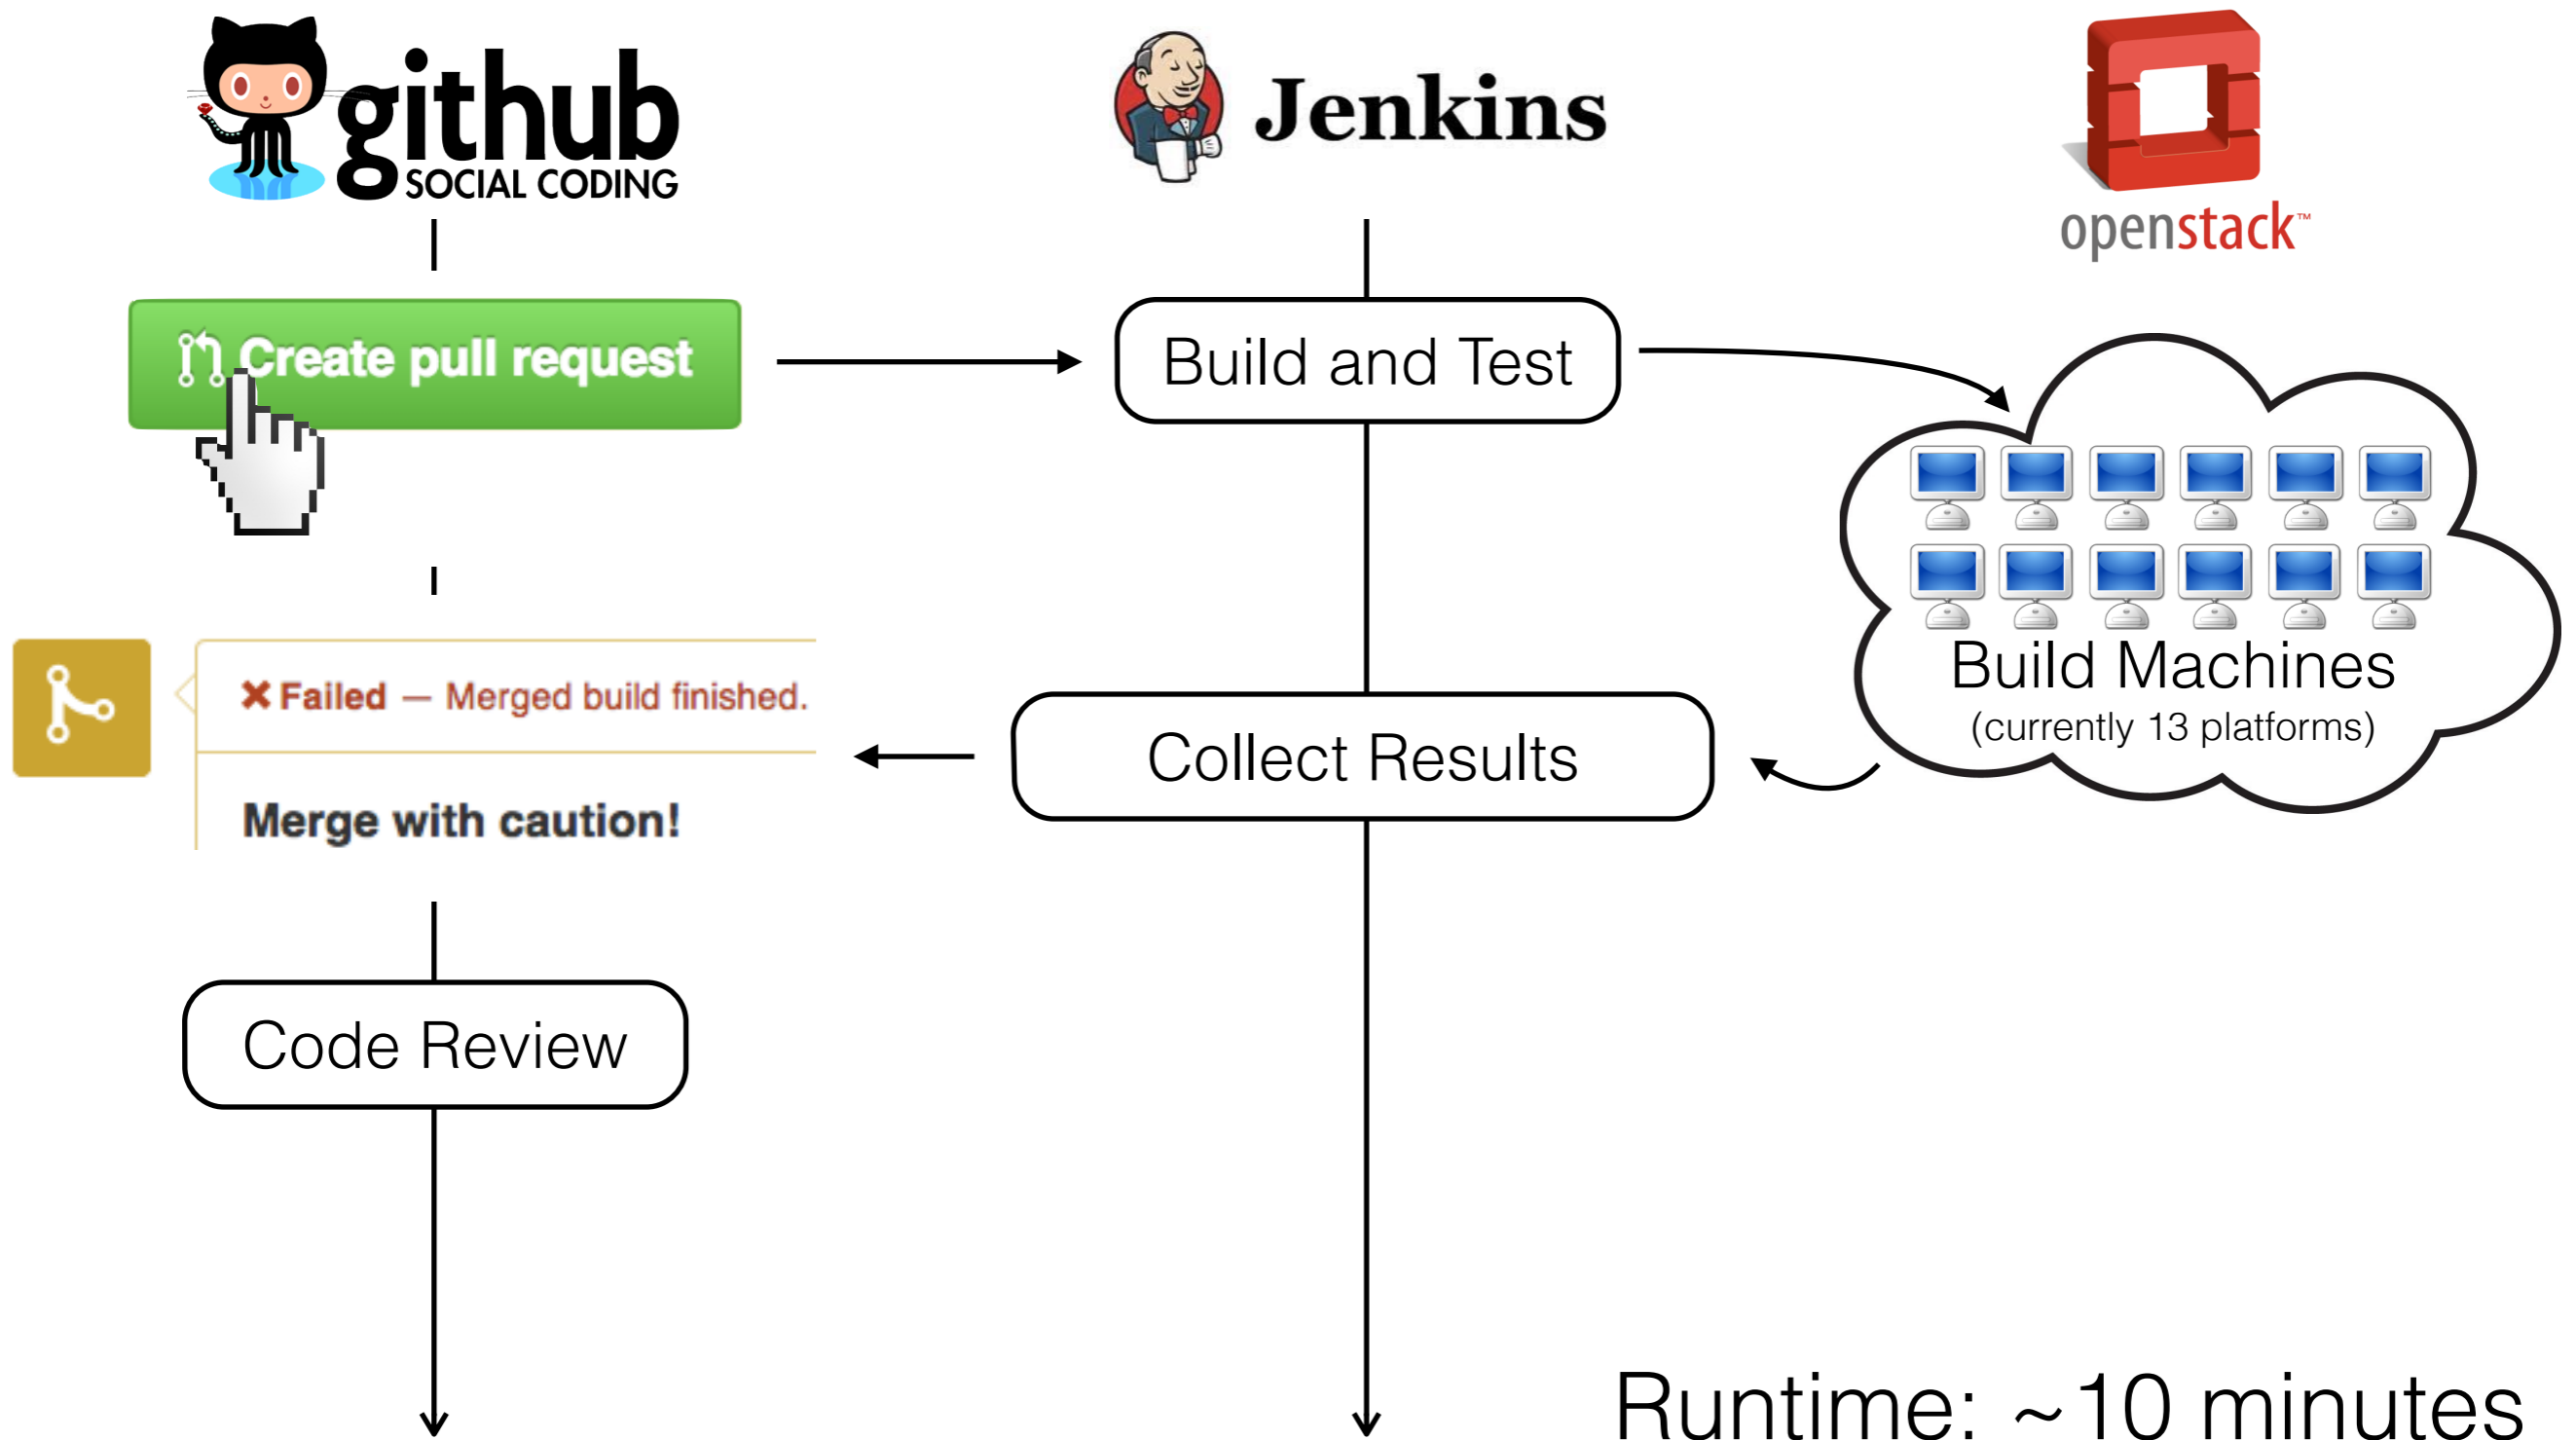 github
SOCIAL CODING
Jenkins
openstack™
Create pull request
Build and Test
Build Machines
(currently 13 platforms)
Failed — Merged build finished.
Merge with caution!
Collect Results
Code Review
Runtime: ~10 minutes